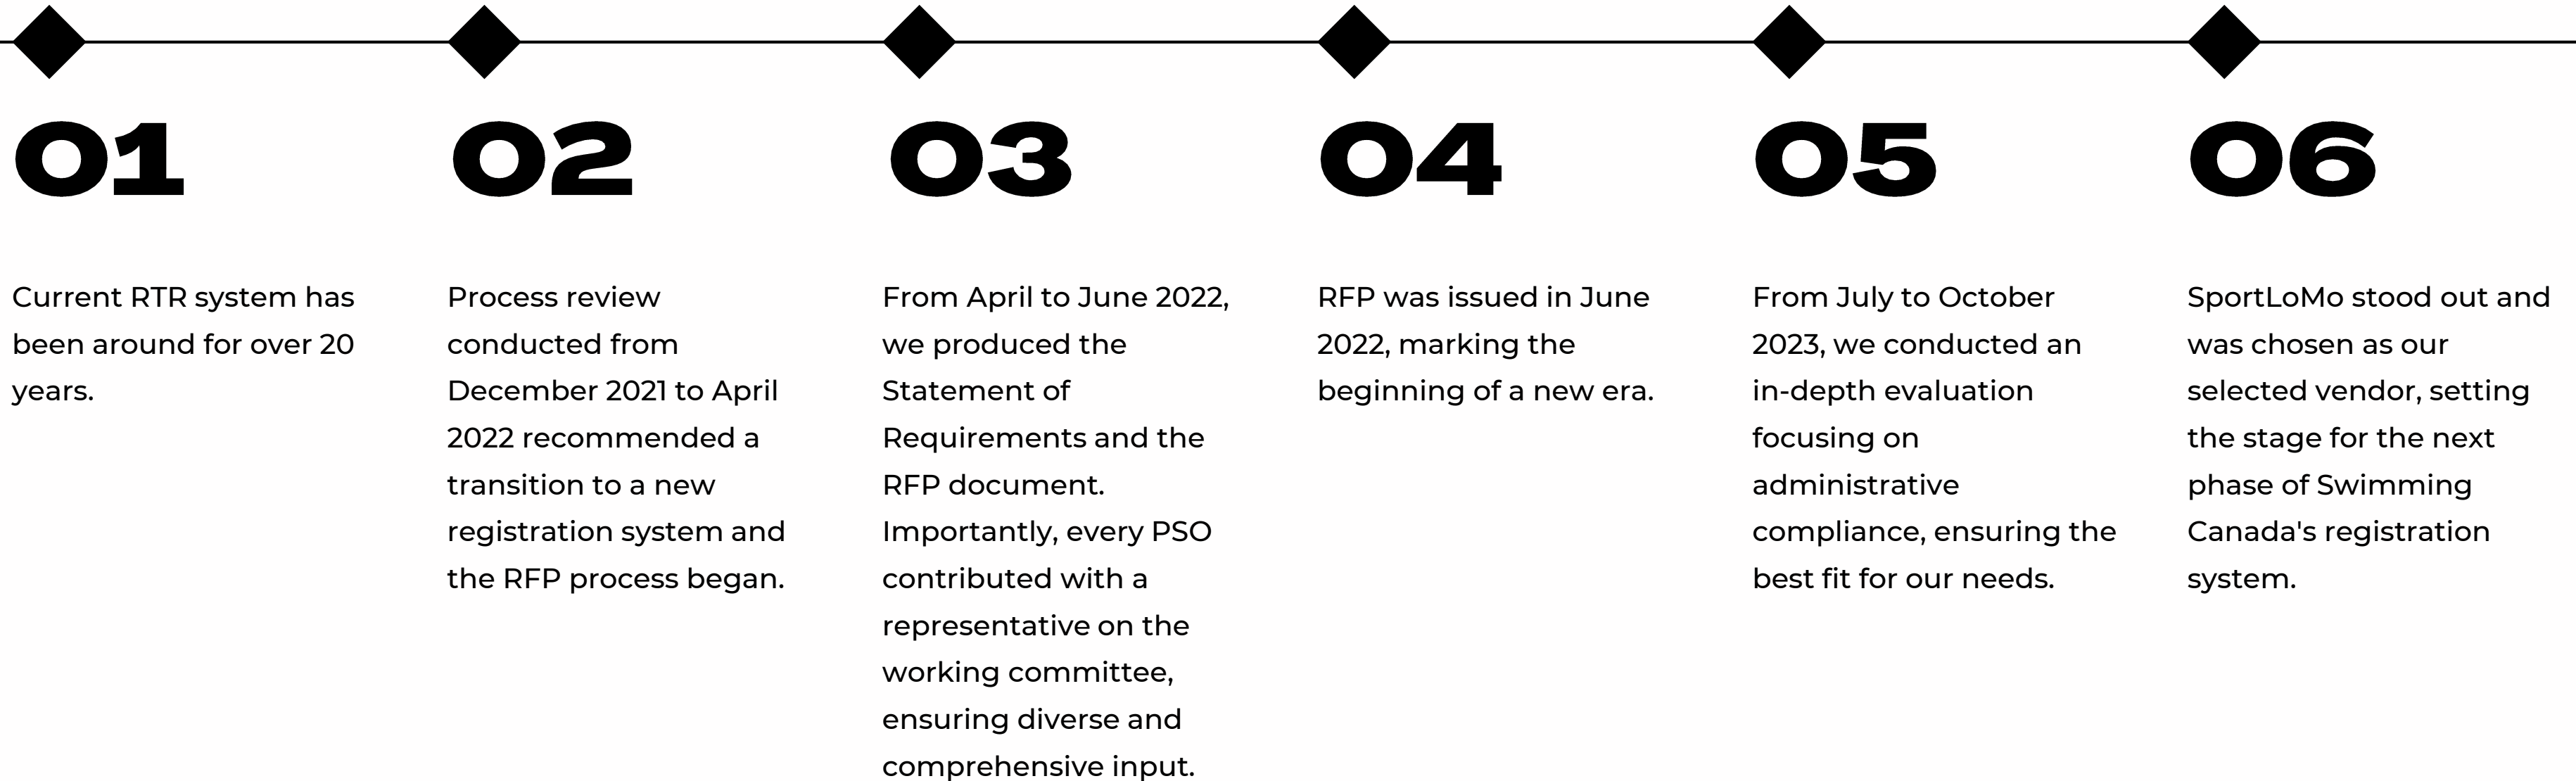 01
Current RTR system has
been around for over 20
years.
02
Process review
conducted from
December 2021 to April
2022 recommended a
transition to a new
registration system and
the RFP process began.
03
From April to June 2022,
we produced the
Statement of
Requirements and the
RFP document.
Importantly, every PSO
contributed with a
representative on the
working committee,
ensuring diverse and
comprehensive input.
04
RFP was issued in June
2022, marking the
beginning of a new era.
05
From July to October
2023, we conducted an
in-depth evaluation
focusing on
administrative
compliance, ensuring the
best fit for our needs.
06
SportLoMo stood out and
was chosen as our
selected vendor, setting
the stage for the next
phase of Swimming
Canada's registration
system.